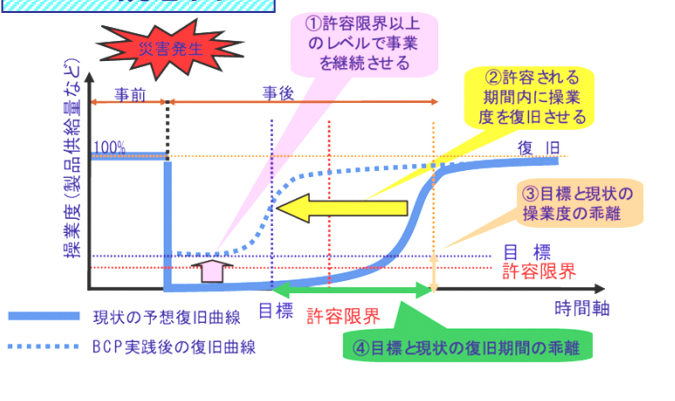 災害発生
①許容限界以上
のレベルで事業
を継続させる
②許容される
期間内に操業
度を復旧させる
事前
事後
操業度(製品供給量など)
100%
復 旧
③目標と現状の
操業度の乖離
目 標
許容限界
目標
許容限界
時間軸
現状の予想復旧曲線
BCP実践後の復旧曲線
④目標と現状の復旧期間の乖離